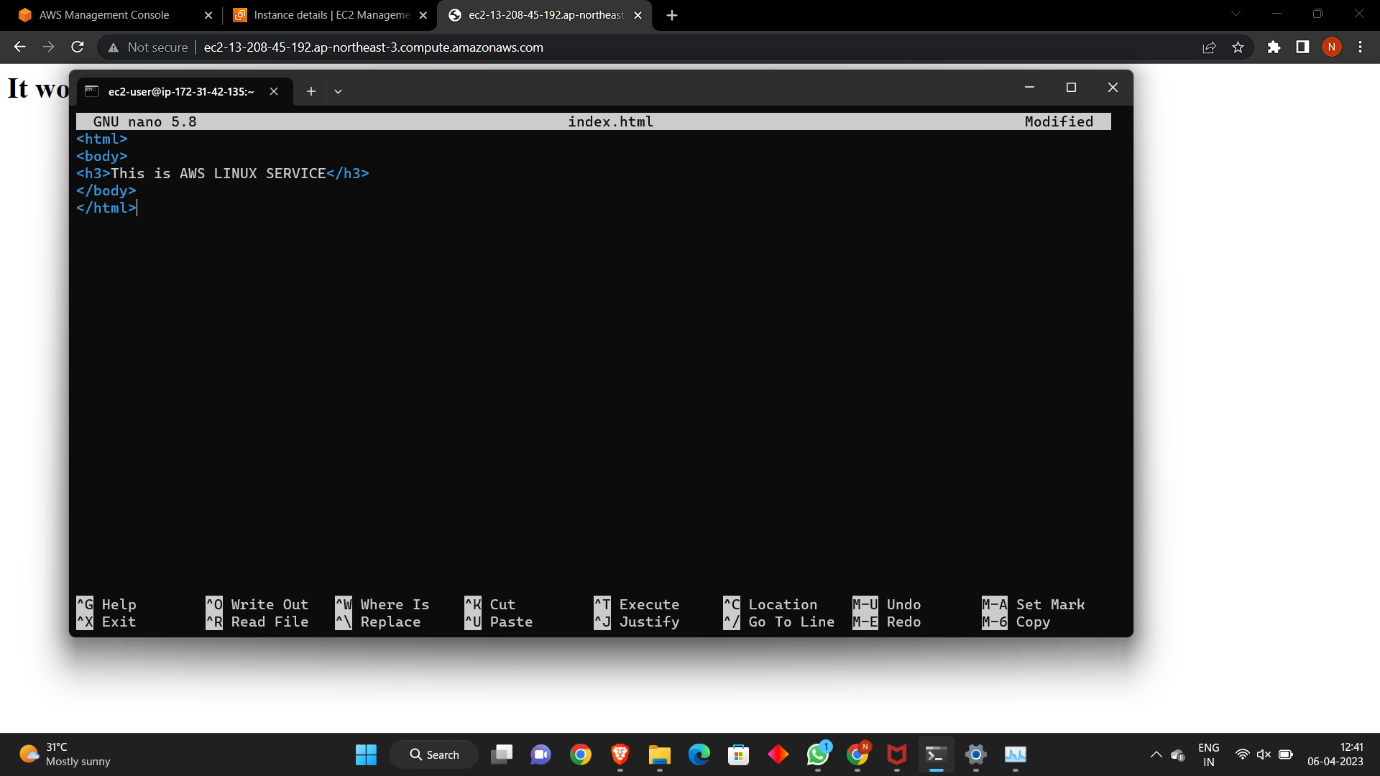 AWS Management Console
Instance details | EC2 Manageme
ec2-13-208-45-192.ap-northeast
Not secure
ec2-13-208-45-192.ap-northeast-3.compute.amazonaws.com
N
It wo
ec2-user@ip-172-31-42-135:~
GNU nano 5.8 index.html Modified
<html>
<body>
<h3>This is AWS LINUX SERVICE</h3>
</body>
</html>
^G Help ^O Write Out ^W Where Is ^K Cut ^T Execute ^C Location M-U Undo M-A Set Mark
^X Exit ^R Read File ^\ Replace ^U Paste ^J Justify ^/ Go To Line M-E Redo M-6 Copy
31°C
Mostly sunny
Search
1
N
ENG
IN
12:41
06-04-2023